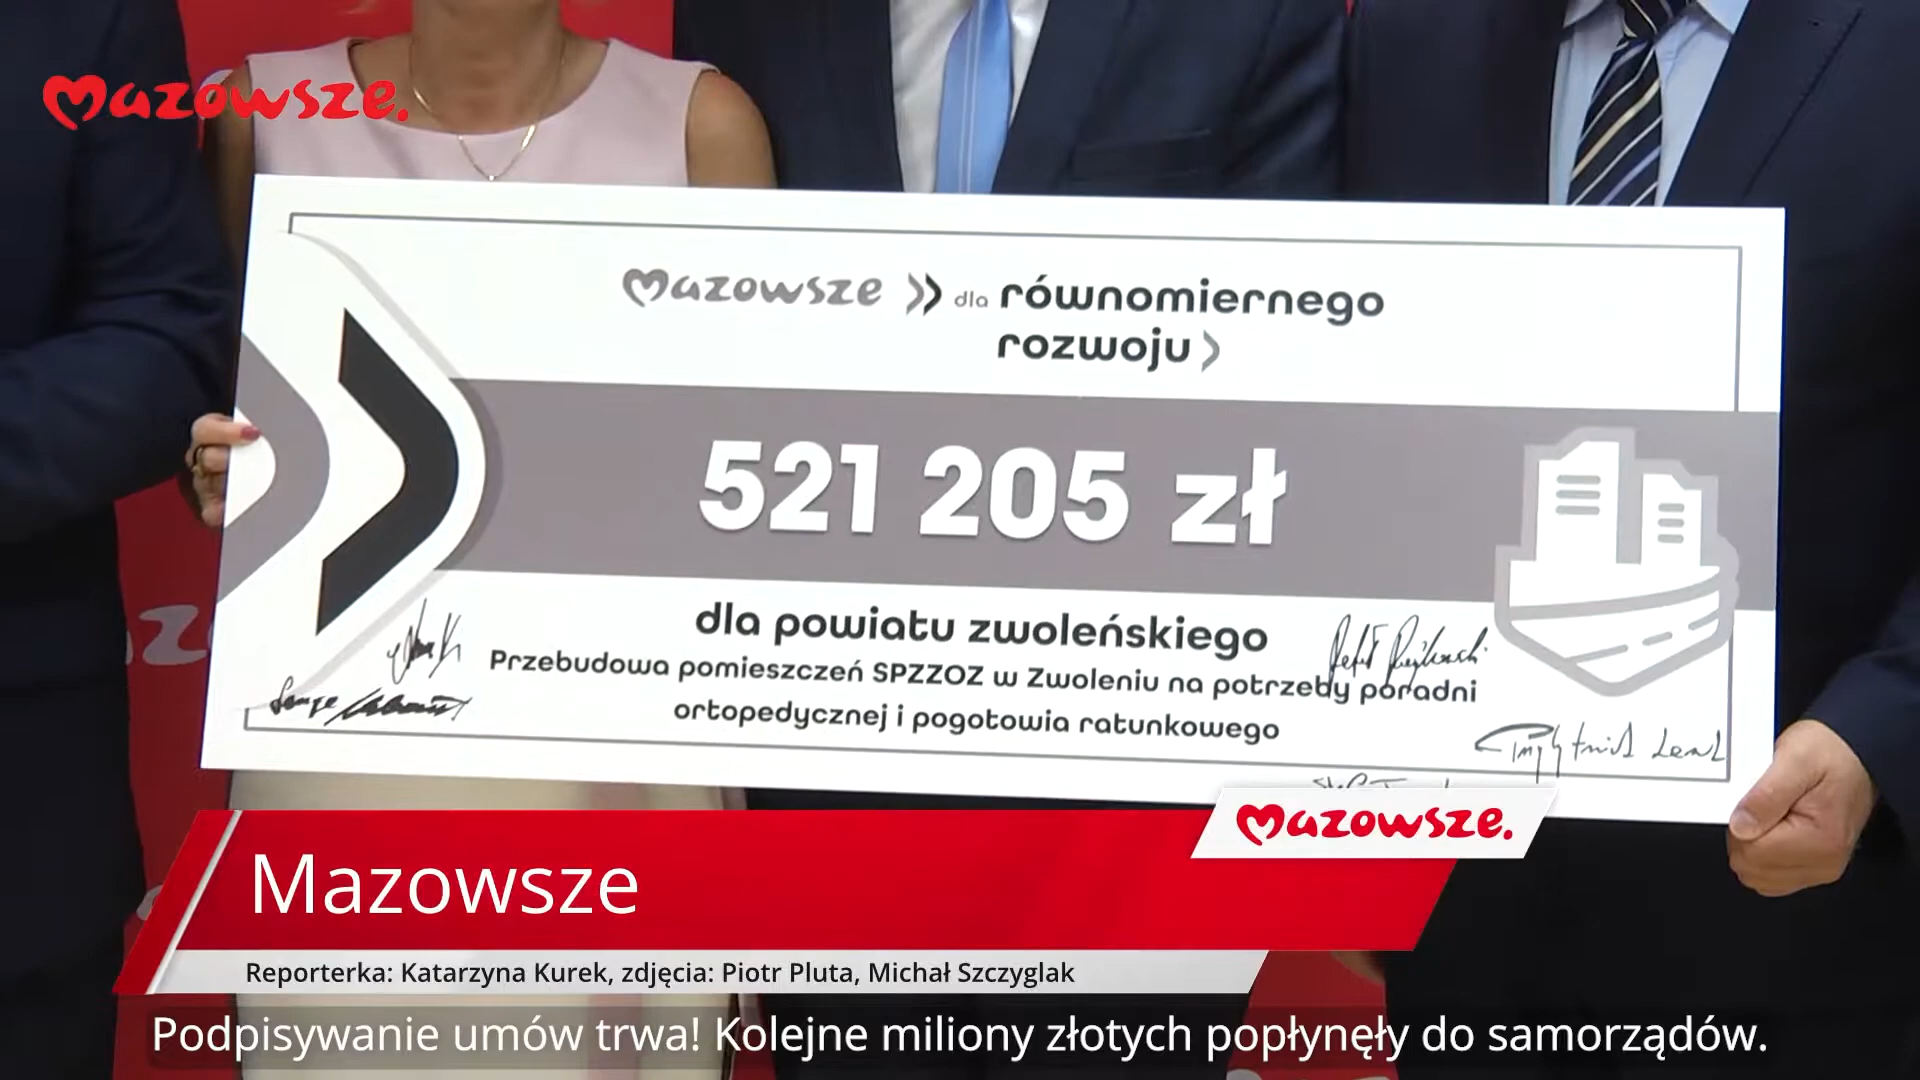 Mazowsze.
Mazowsze dla równomiernego
rozwoju
521 205 zł
dla powiatu zwoleńskiego
Przebudowa pomieszczeń SPZZOZ w Zwoleniu na potrzeby poradni
ortopedycznej i pogotowia ratunkowego
Mazowsze.
Mazowsze
Reporterka: Katarzyna Kurek, zdjęcia: Piotr Pluta, Michał Szczyglak
Podpisywanie umów trwa! Kolejne miliony złotych popłynęły do samorządów.